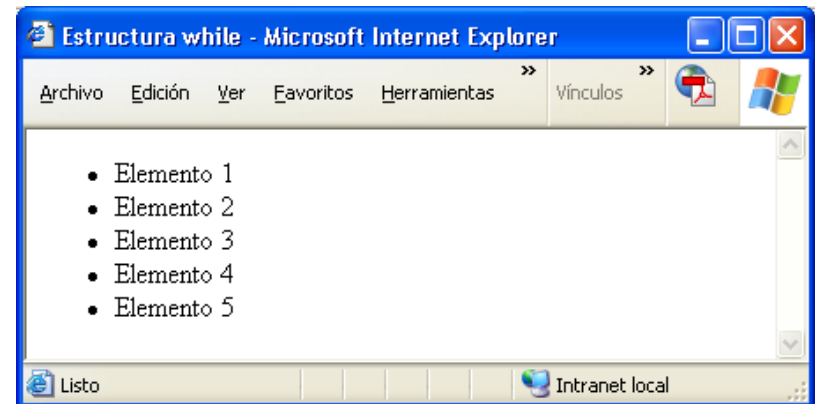 Estructura while - Microsoft Internet Explorer
Archivo Edición Ver Favoritos Herramientas » Vínculos »
• Elemento 1
• Elemento 2
• Elemento 3
• Elemento 4
• Elemento 5
Listo Intranet local